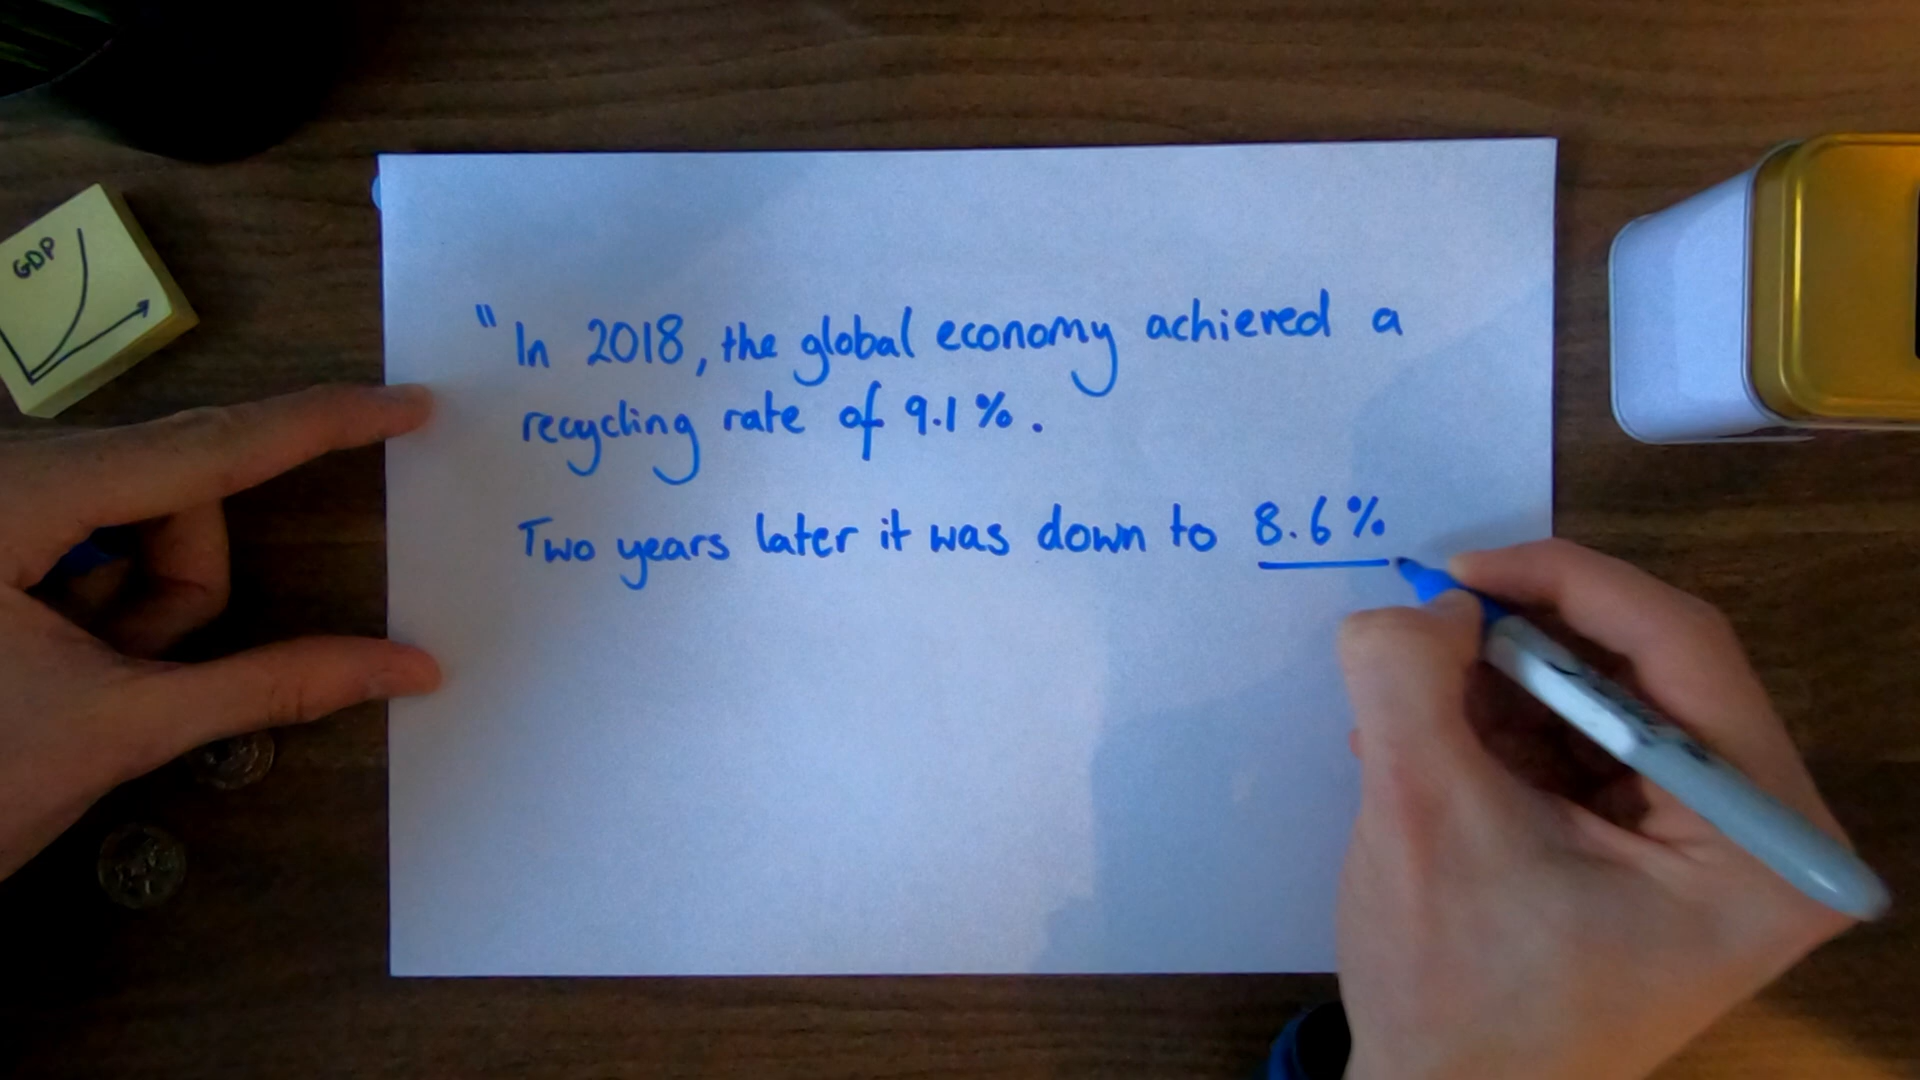 GDP
"In 2018, the global economy achieved a
recycling rate of 9.1%.
Two years later it was down to 8.6%